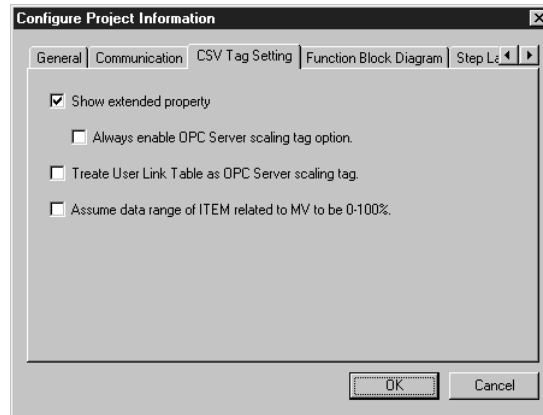 Configure Project Information
General Communication CSV Tag Setting Function Block Diagram Step La
Show extended property
Always enable OPC Server scaling tag option.
Treate User Link Table as OPC Server scaling tag.
Assume data range of ITEM related to MV to be 0-100%.
OK Cancel